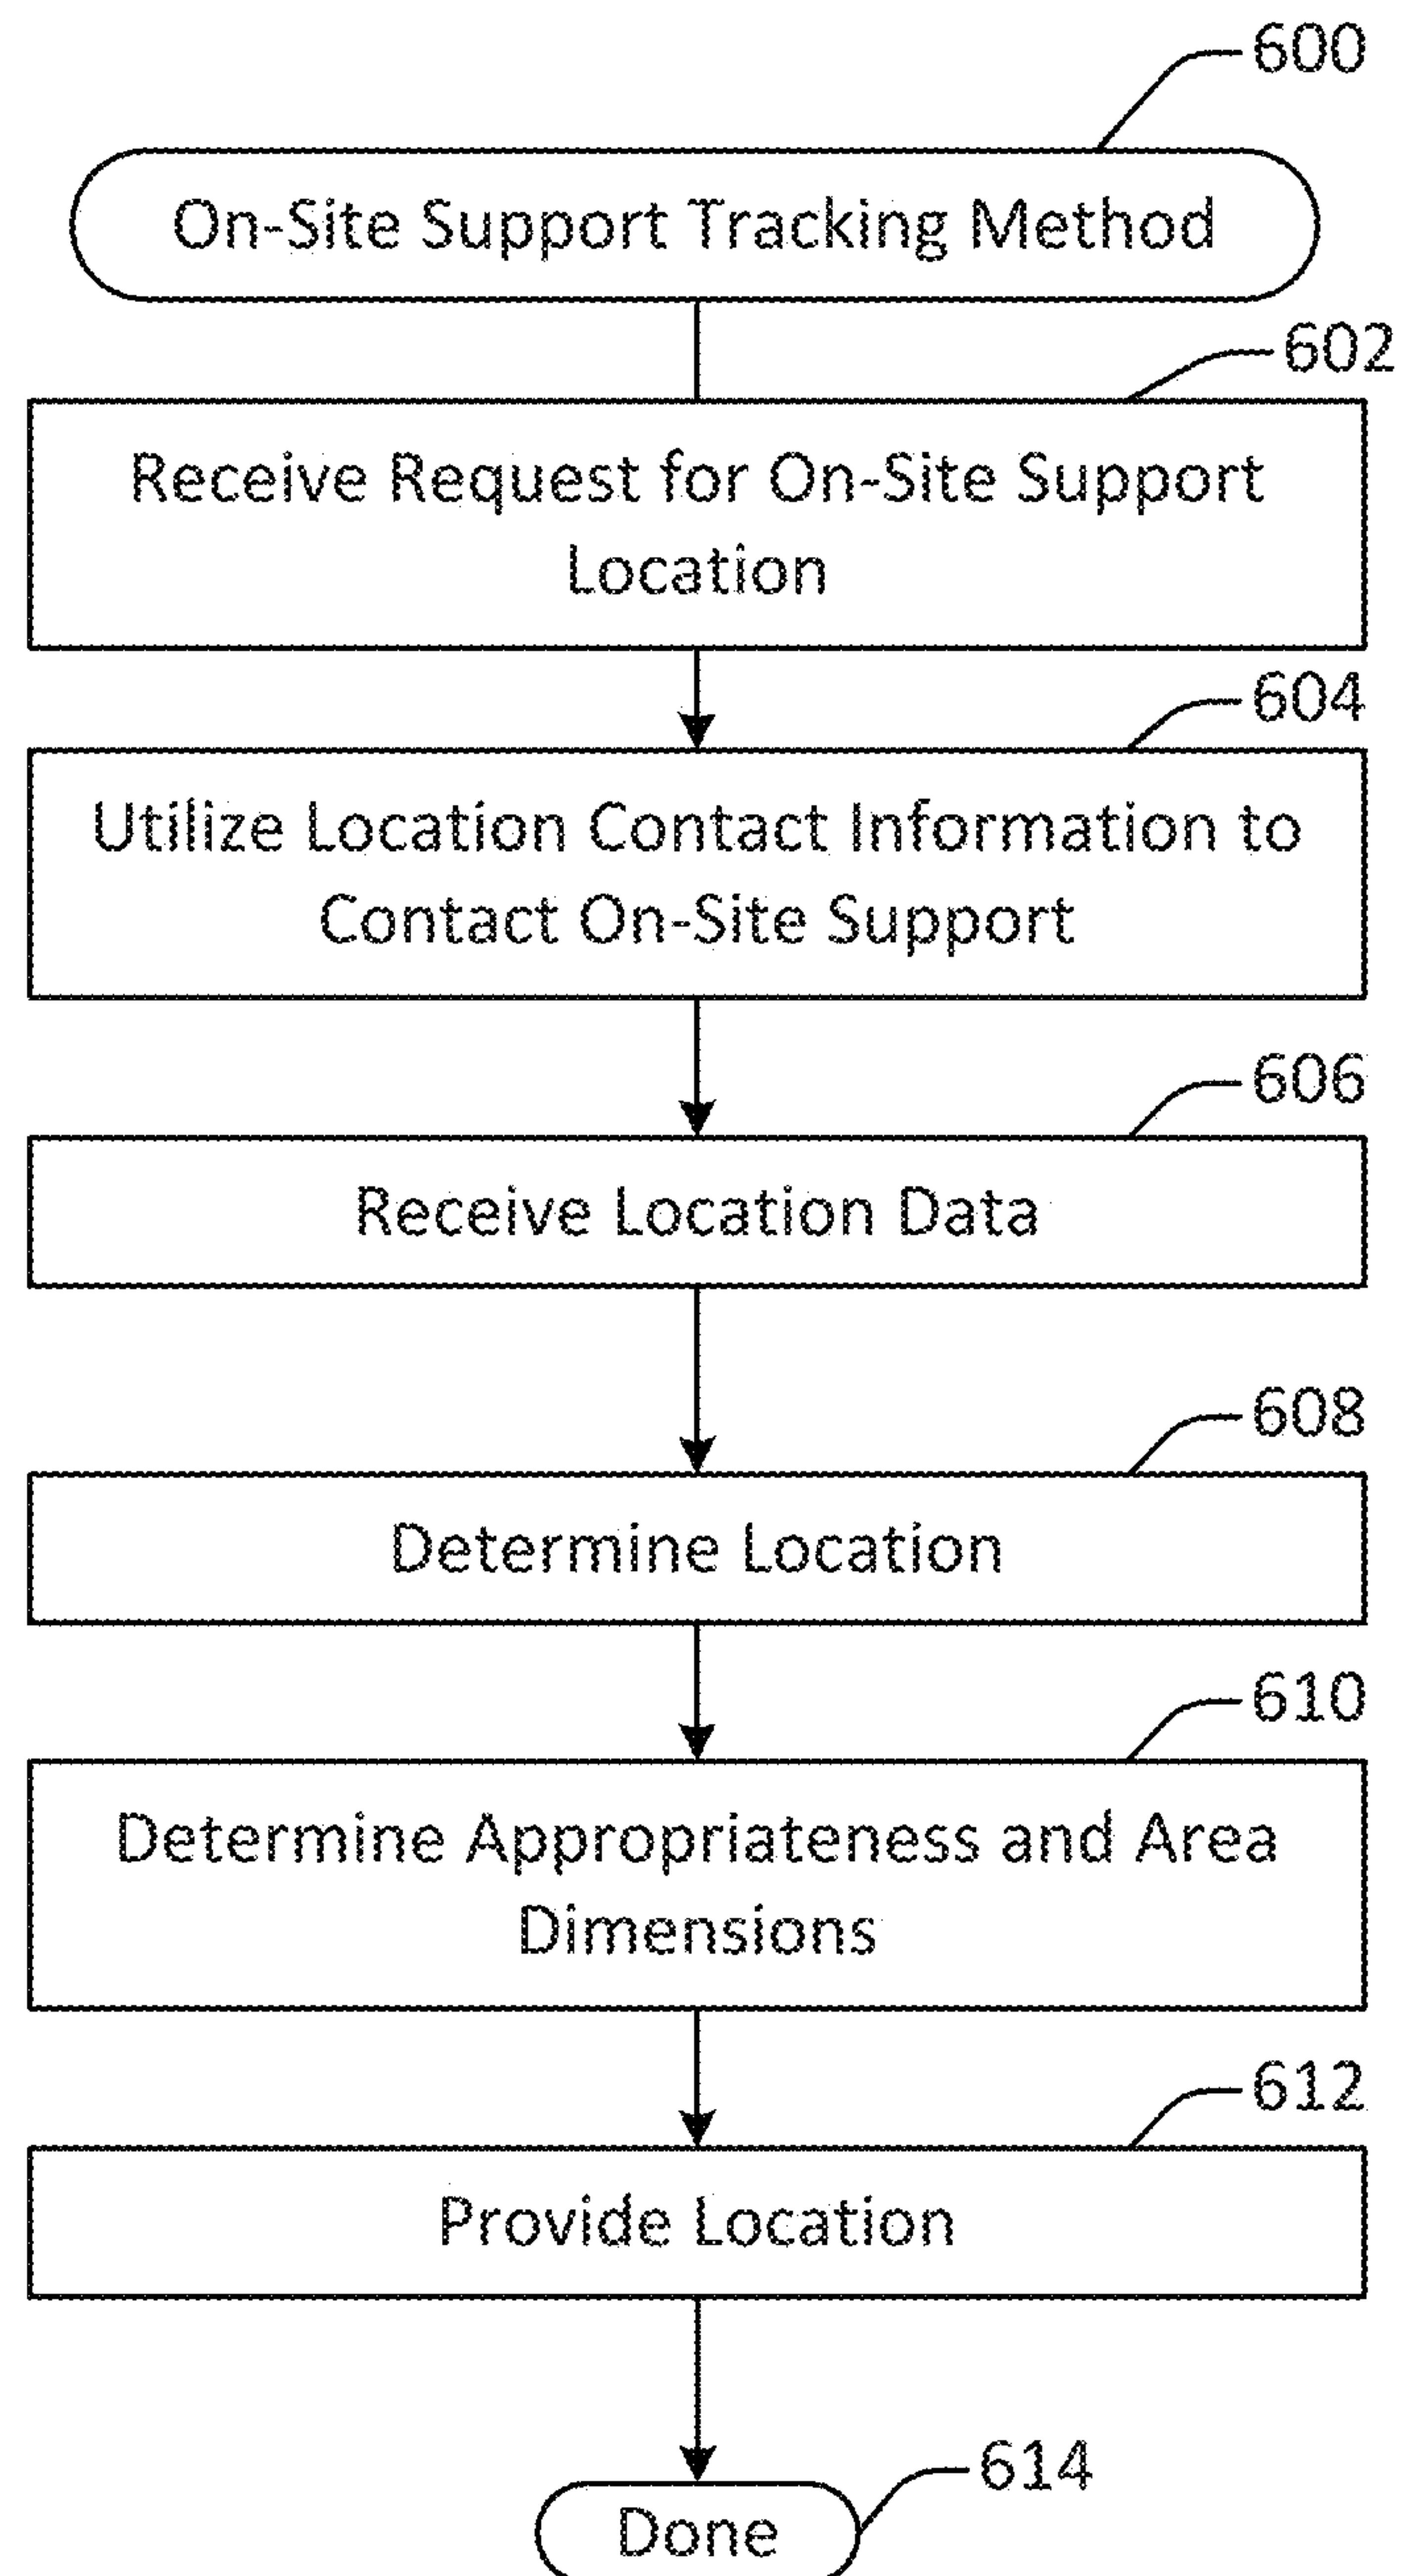 600
On-Site Support Tracking Method
602
Receive Request for On-Site Support
Location
604
Utilize Location Contact Information to
Contact On-Site Support
606
Receive Location Data
608
Determine Location
610
Determine Appropriateness and Area
Dimensions
612
Provide Location
614
Done